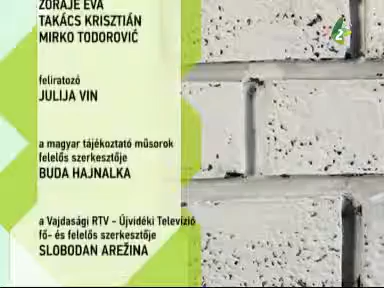 ZORAJE ÉVA
TAKÁCS KRISZTIÁN
MIRKO TODOROVIĆ
feliratozó
JULIJA VIN
a magyar tájékoztató műsorok
felelős szerkesztője
BUDA HAJNALKA
a Vajdasági RTV - Újvidéki Televízió
fő- és felelős szerkesztője
SLOBODAN AREŽINA
2